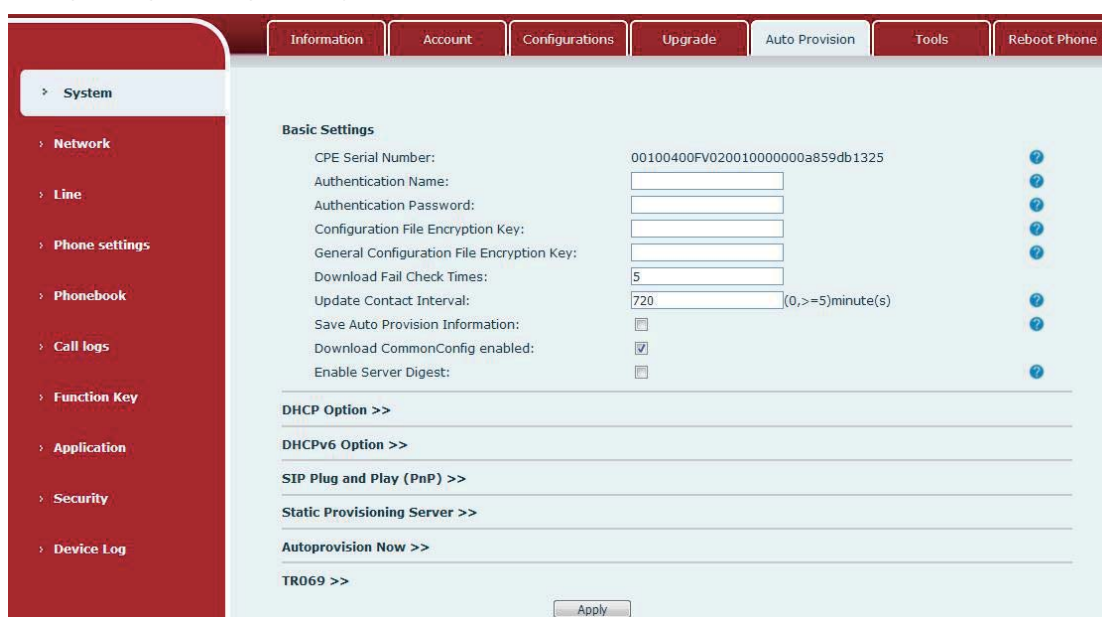 Information Account Configurations Upgrade Auto Provision Tools Reboot Phone
› System
› Network
› Line
› Phone settings
› Phonebook
› Call logs
› Function Key
› Application
› Security
› Device Log
Basic Settings
CPE Serial Number: 00100400FV020010000000a859db1325
Authentication Name:
Authentication Password:
Configuration File Encryption Key:
General Configuration File Encryption Key:
Download Fail Check Times: 5
Update Contact Interval: 720 (0,>=5)minute(s)
Save Auto Provision Information:
Download CommonConfig enabled:
Enable Server Digest:
DHCP Option >>
DHCPv6 Option >>
SIP Plug and Play (PnP) >>
Static Provisioning Server >>
Autoprovision Now >>
TR069 >>
Apply